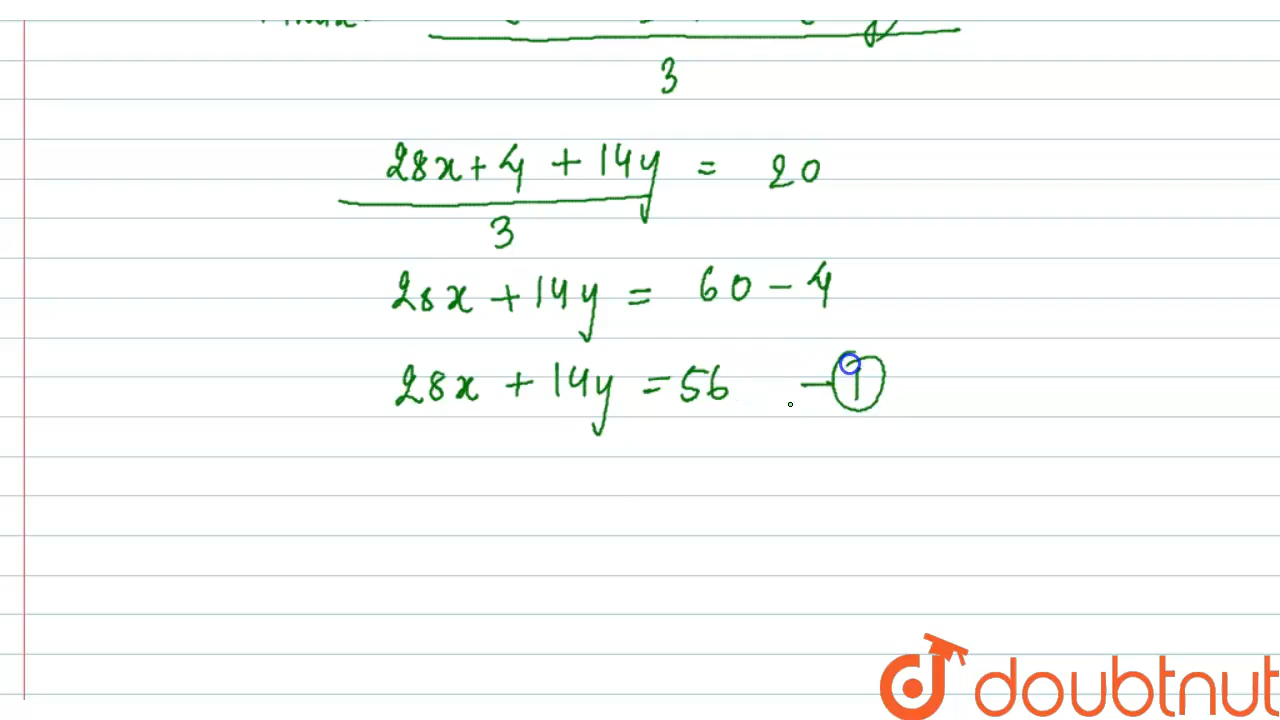 3
28x + 4 + 14y = 20
3
28x + 14y = 60 - 4
28x + 14y = 56 - 1
doubtnut